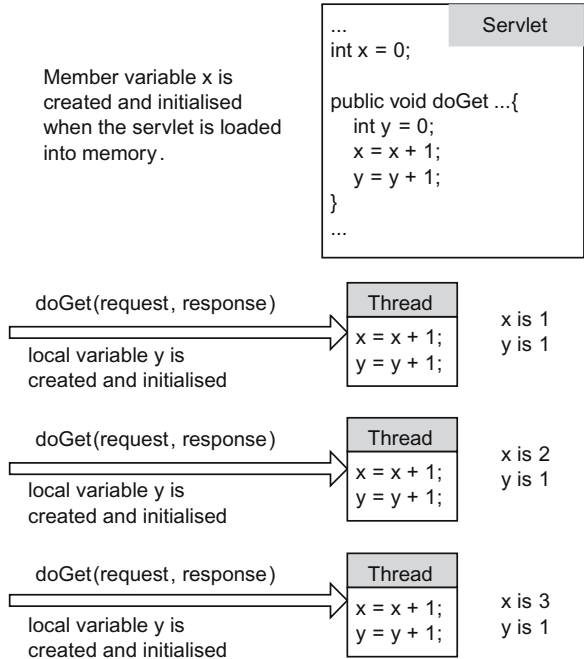 Member variable x is
created and initialised
when the servlet is loaded
into memory.
Servlet
...
int x = 0;
public void doGet ...{
int y = 0;
x = x + 1;
y = y + 1;
}
...
doGet(request, response)
local variable y is
created and initialised
Thread
x = x + 1;
y = y + 1;
x is 1
y is 1
doGet(request, response)
local variable y is
created and initialised
Thread
x = x + 1;
y = y + 1;
x is 2
y is 1
doGet(request, response)
local variable y is
created and initialised
Thread
x = x + 1;
y = y + 1;
x is 3
y is 1